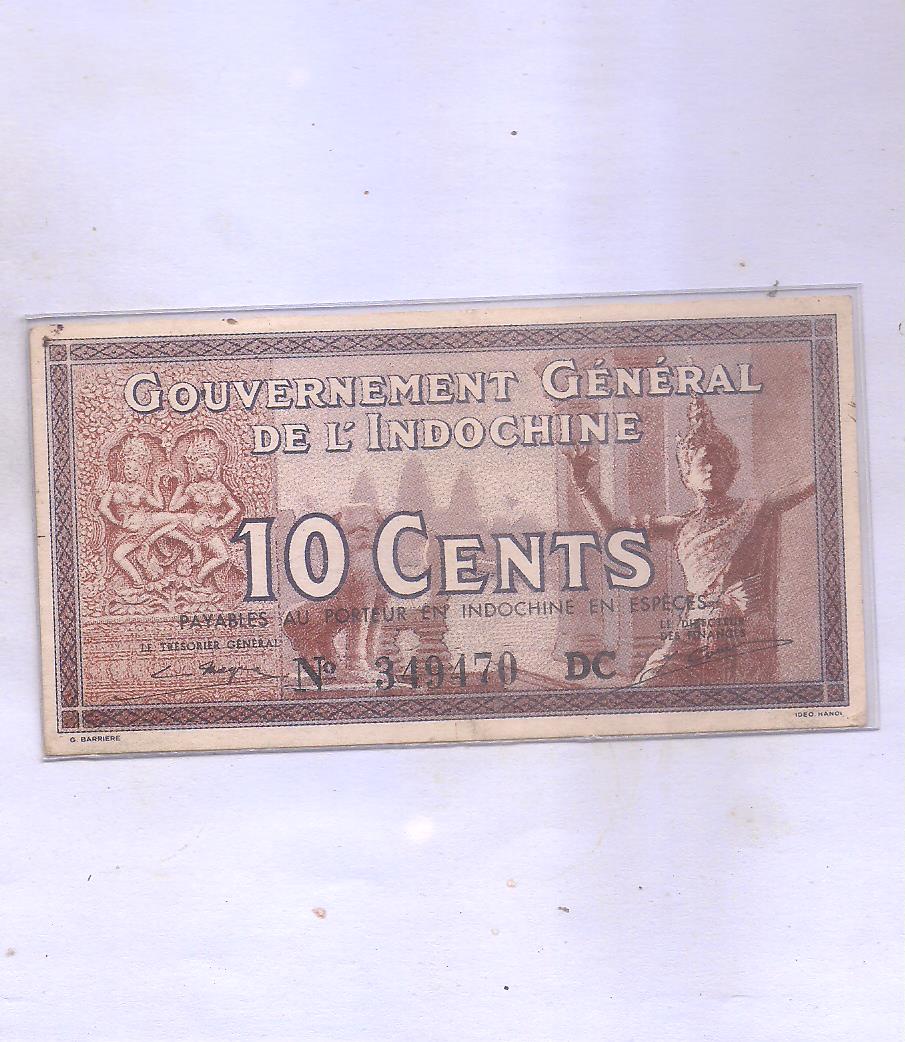 GOUVERNEMENT GÉNÉRAL
DE L'INDOCHINE
10 CENTS
PAYABLES AU PORTEUR EN INDOCHINE EN ESPÈCES
LE TRÉSORIER GÉNÉRAL
LE DIRECTEUR
DES FINANCES
No 349470 DC
G. BARRIERE
IDEO. HANOI